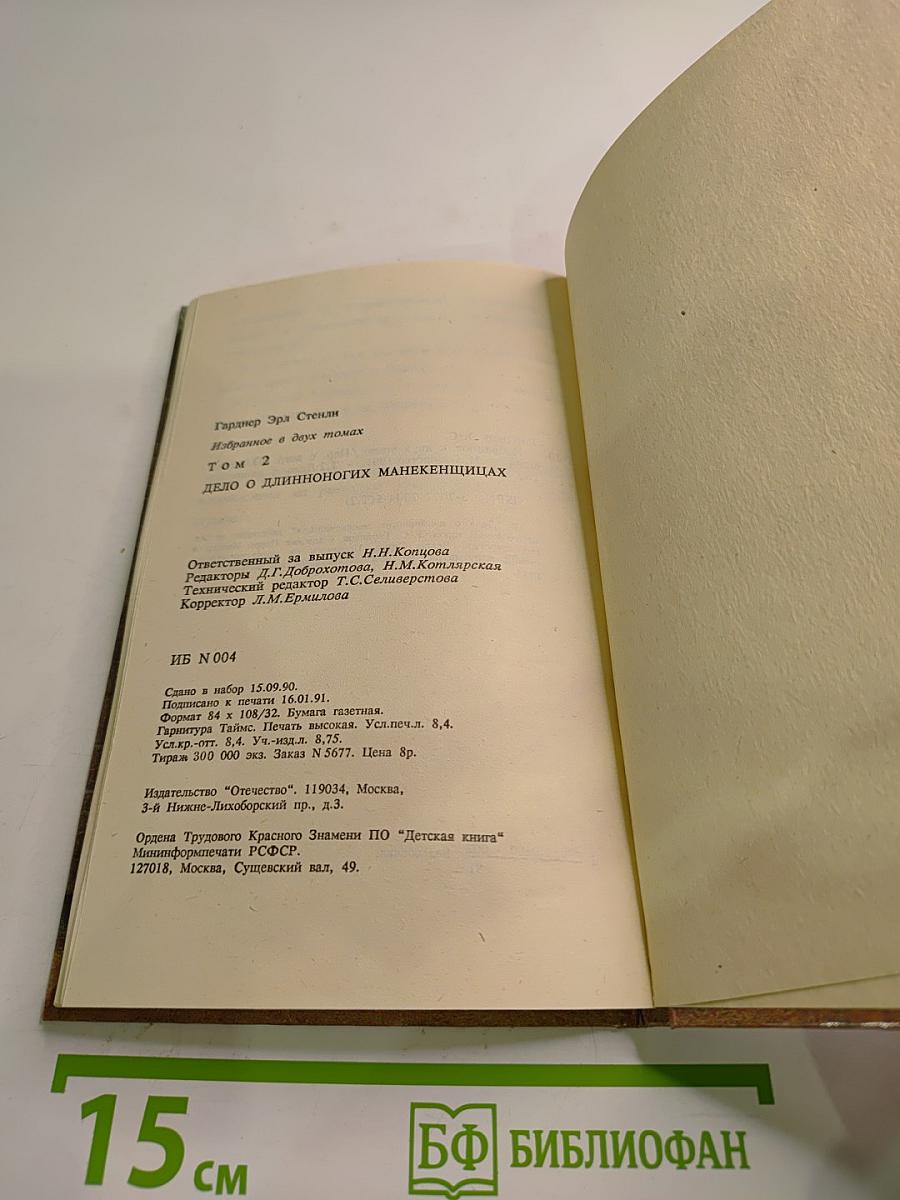 Гарднер Эрл Стенли
Избранное в двух томах
Том 2
ДЕЛО О ДЛИННОНОГИХ МАНЕКЕНЩИЦАХ
Ответственный за выпуск Н.Н.Копцова
Редакторы Д.Г.Доброхотова, Н.М.Котлярская
Технический редактор Т.С.Селиверстова
Корректор Л.М.Ермилова
ИБ N 004
Сдано в набор 15.09.90.
Подписано к печати 16.01.91.
Формат 84 x 108/32. Бумага газетная.
Гарнитура Таймс. Печать высокая. Усл.печ.л. 8,4.
Усл.кр.-отт. 8,4. Уч.-изд.л. 8,75.
Тираж 300 000 экз. Заказ N 5677. Цена 8р.
Издательство "Отечество". 119034, Москва,
3-й Нижне-Лихоборский пр., д.3.
Ордена Трудового Красного Знамени ПО "Детская книга"
Мининформпечати РСФСР.
127018, Москва, Сущевский вал, 49.
15 см
БФ БИБЛИОФАН